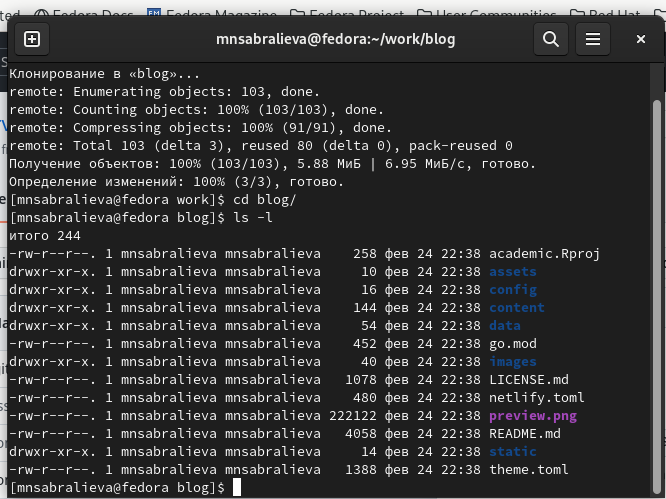 Fedora Docs Fedora Magazine Fedora Project User Communities Red Hat
mnsabralieva@fedora:~/work/blog
Клонирование в «blog»...
remote: Enumerating objects: 103, done.
remote: Counting objects: 100% (103/103), done.
remote: Compressing objects: 100% (91/91), done.
remote: Total 103 (delta 3), reused 80 (delta 0), pack-reused 0
Получение объектов: 100% (103/103), 5.88 МиБ | 6.95 МиБ/с, готово.
Определение изменений: 100% (3/3), готово.
[mnsabralieva@fedora work]$ cd blog/
[mnsabralieva@fedora blog]$ ls -l
итого 244
-rw-r--r--. 1 mnsabralieva mnsabralieva 258 фев 24 22:38 academic.Rproj
drwxr-xr-x. 1 mnsabralieva mnsabralieva 10 фев 24 22:38 assets
drwxr-xr-x. 1 mnsabralieva mnsabralieva 16 фев 24 22:38 config
drwxr-xr-x. 1 mnsabralieva mnsabralieva 144 фев 24 22:38 content
drwxr-xr-x. 1 mnsabralieva mnsabralieva 54 фев 24 22:38 data
-rw-r--r--. 1 mnsabralieva mnsabralieva 452 фев 24 22:38 go.mod
drwxr-xr-x. 1 mnsabralieva mnsabralieva 40 фев 24 22:38 images
-rw-r--r--. 1 mnsabralieva mnsabralieva 1078 фев 24 22:38 LICENSE.md
-rw-r--r--. 1 mnsabralieva mnsabralieva 480 фев 24 22:38 netlify.toml
-rw-r--r--. 1 mnsabralieva mnsabralieva 222122 фев 24 22:38 preview.png
-rw-r--r--. 1 mnsabralieva mnsabralieva 4058 фев 24 22:38 README.md
drwxr-xr-x. 1 mnsabralieva mnsabralieva 14 фев 24 22:38 static
-rw-r--r--. 1 mnsabralieva mnsabralieva 1388 фев 24 22:38 theme.toml
[mnsabralieva@fedora blog]$